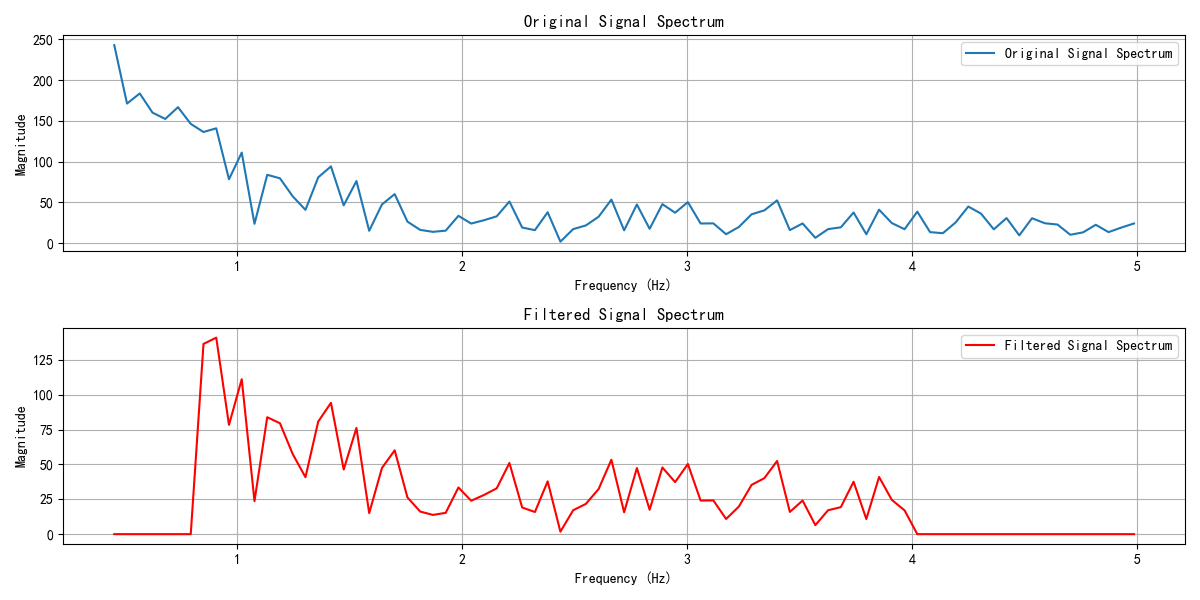 Original Signal Spectrum
250
200
150
100
50
0
Magnitude
Original Signal Spectrum
1 2 3 4 5
Frequency (Hz)
Filtered Signal Spectrum
125
100
75
50
25
0
Magnitude
Filtered Signal Spectrum
1 2 3 4 5
Frequency (Hz)